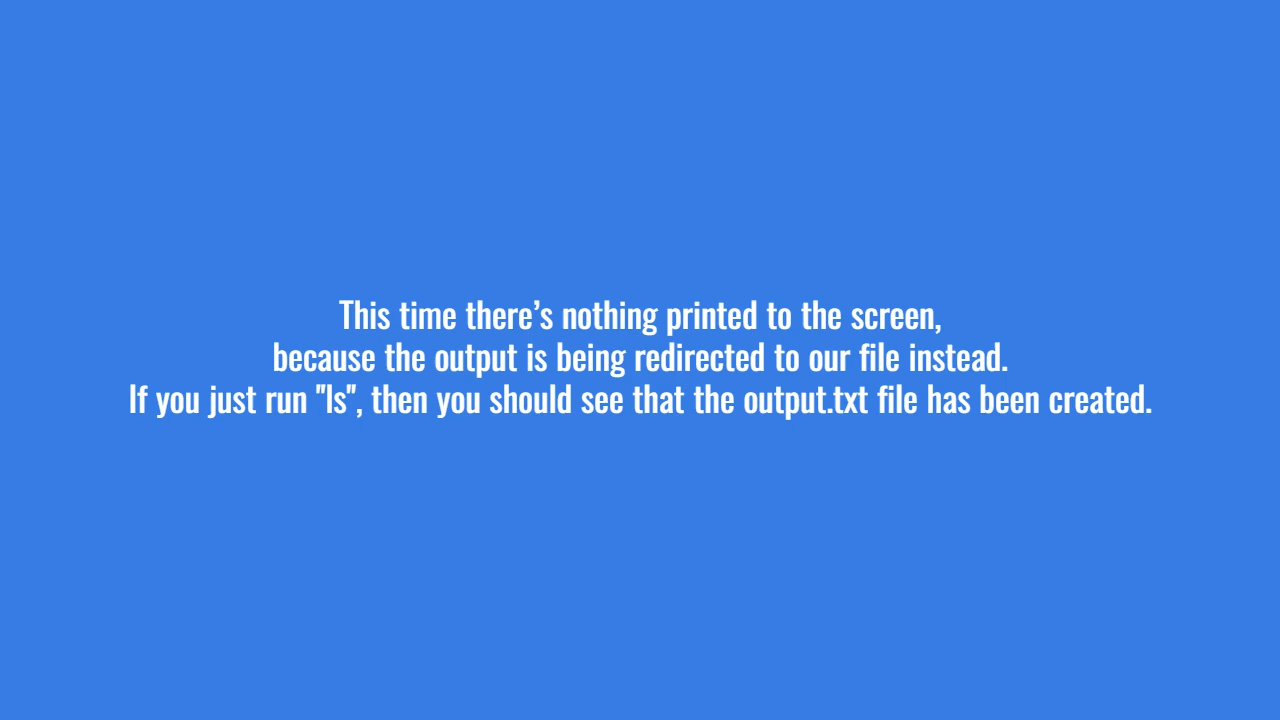 This time there’s nothing printed to the screen,
because the output is being redirected to our file instead.
If you just run "ls", then you should see that the output.txt file has been created.